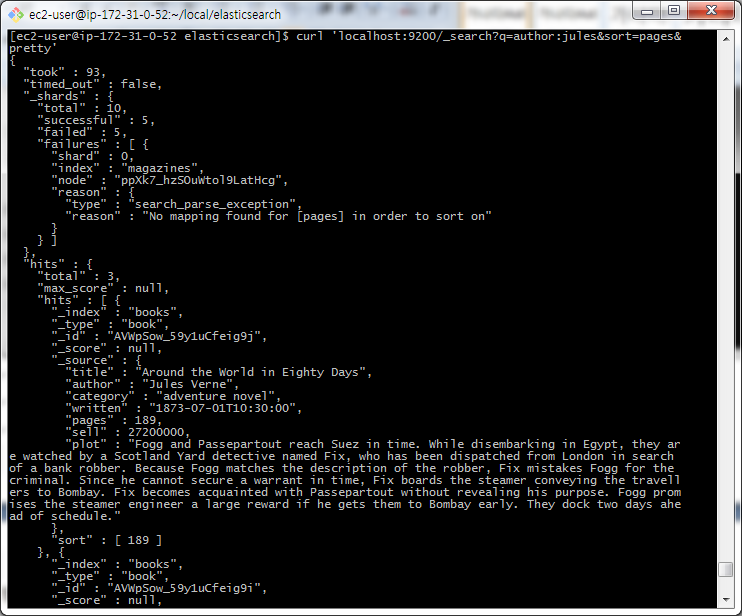 ec2-user@ip-172-31-0-52:~/local/elasticsearch
[ec2-user@ip-172-31-0-52 elasticsearch]$ curl 'localhost:9200/_search?q=author:jules&sort=pages&
pretty'
{
  "took" : 93,
  "timed_out" : false,
  "_shards" : {
    "total" : 10,
    "successful" : 5,
    "failed" : 5,
    "failures" : [ {
      "shard" : 0,
      "index" : "magazines",
      "node" : "ppXk7_hzSOuWtol9LatHcg",
      "reason" : {
        "type" : "search_parse_exception",
        "reason" : "No mapping found for [pages] in order to sort on"
      }
    } ]
  },
  "hits" : {
    "total" : 3,
    "max_score" : null,
    "hits" : [ {
      "_index" : "books",
      "_type" : "book",
      "_id" : "AVWpSow_59y1uCfeig9j",
      "_score" : null,
      "_source" : {
        "title" : "Around the World in Eighty Days",
        "author" : "Jules Verne",
        "category" : "adventure novel",
        "written" : "1873-07-01T10:30:00",
        "pages" : 189,
        "sell" : 27200000,
        "plot" : "Fogg and Passepartout reach Suez in time. While disembarking in Egypt, they ar
e watched by a Scotland Yard detective named Fix, who has been dispatched from London in search
of a bank robber. Because Fogg matches the description of the robber, Fix mistakes Fogg for the
criminal. Since he cannot secure a warrant in time, Fix boards the steamer conveying the travell
ers to Bombay. Fix becomes acquainted with Passepartout without revealing his purpose. Fogg prom
ises the steamer engineer a large reward if he gets them to Bombay early. They dock two days ahe
ad of schedule."
      },
      "sort" : [ 189 ]
    }, {
      "_index" : "books",
      "_type" : "book",
      "_id" : "AVWpSow_59y1uCfeig9i",
      "_score" : null,